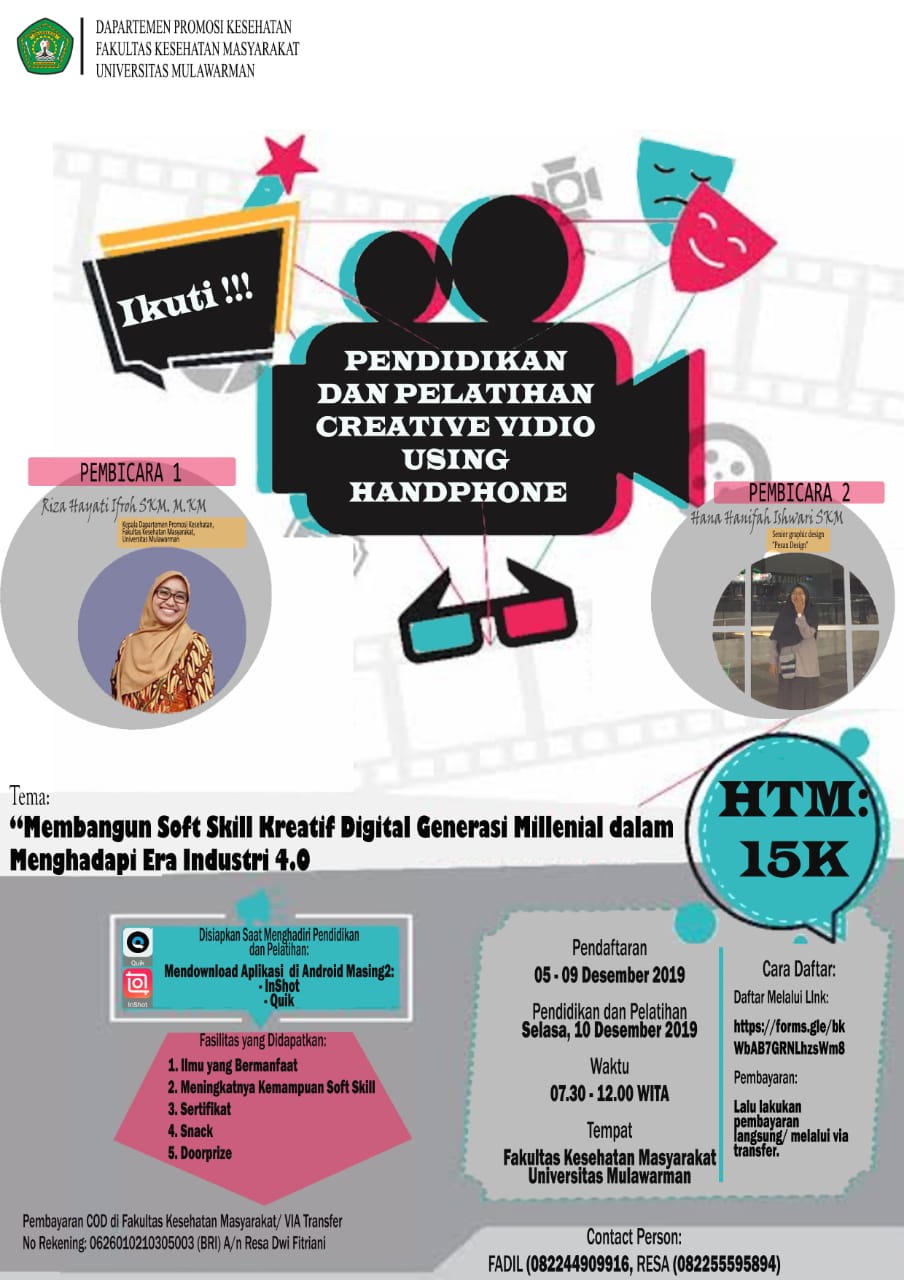 DAPARTEMEN PROMOSI KESEHATAN
FAKULTAS KESEHATAN MASYARAKAT
UNIVERSITAS MULAWARMAN
Ikuti !!!
PENDIDIKAN
DAN PELATIHAN
CREATIVE VIDIO
USING
HANDPHONE
PEMBICARA 1
Riza Hayati Ifroh SKM. M.KM
Kepala Dapartemen Promosi Kesehatan,
Fakultas Kesehatan Masyarakat,
Universitas Mulawarman
PEMBICARA 2
Hana Hanifah Ishwari SKM
Senior graphic design
"Pesan Design"
Tema:
“Membangun Soft Skill Kreatif Digital Generasi Millenial dalam
Menghadapi Era Industri 4.0
HTM:
15K
Disiapkan Saat Menghadiri Pendidikan
dan Pelatihan:
Mendownload Aplikasi di Android Masing2:
- InShot
- Quik
Quik
InShot
Fasilitas yang Didapatkan:
1. Ilmu yang Bermanfaat
2. Meningkatnya Kemampuan Soft Skill
3. Sertifikat
4. Snack
5. Doorprize
Pendaftaran
05 - 09 Desember 2019
Pendidikan dan Pelatihan
Selasa, 10 Desember 2019
Waktu
07.30 - 12.00 WITA
Tempat
Fakultas Kesehatan Masyarakat
Universitas Mulawarman
Cara Daftar:
Daftar Melalui LInk:
https://forms.gle/bk
WbAB7GRNLhzsWm8
Pembayaran:
Lalu lakukan
pembayaran
langsung/ melalui via
transfer.
Pembayaran COD di Fakultas Kesehatan Masyarakat/ VIA Transfer
No Rekening: 062601021030​5003 (BRI) A/n Resa Dwi Fitriani
Contact Person:
FADIL (082244909916, RESA (082255595894)